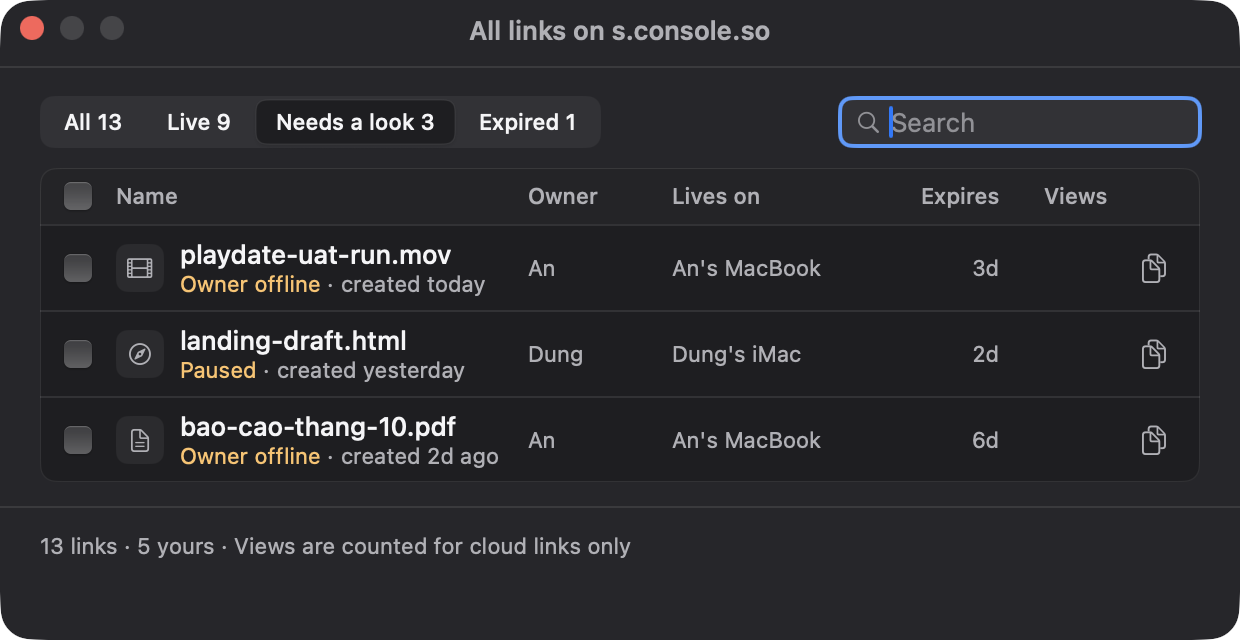 All links on s.console.so
All 13 Live 9 Needs a look 3 Expired 1 Search
Name Owner Lives on Expires Views
playdate-uat-run.mov
Owner offline · created today An An's MacBook 3d
landing-draft.html
Paused · created yesterday Dung Dung's iMac 2d
bao-cao-thang-10.pdf
Owner offline · created 2d ago An An's MacBook 6d
13 links · 5 yours · Views are counted for cloud links only